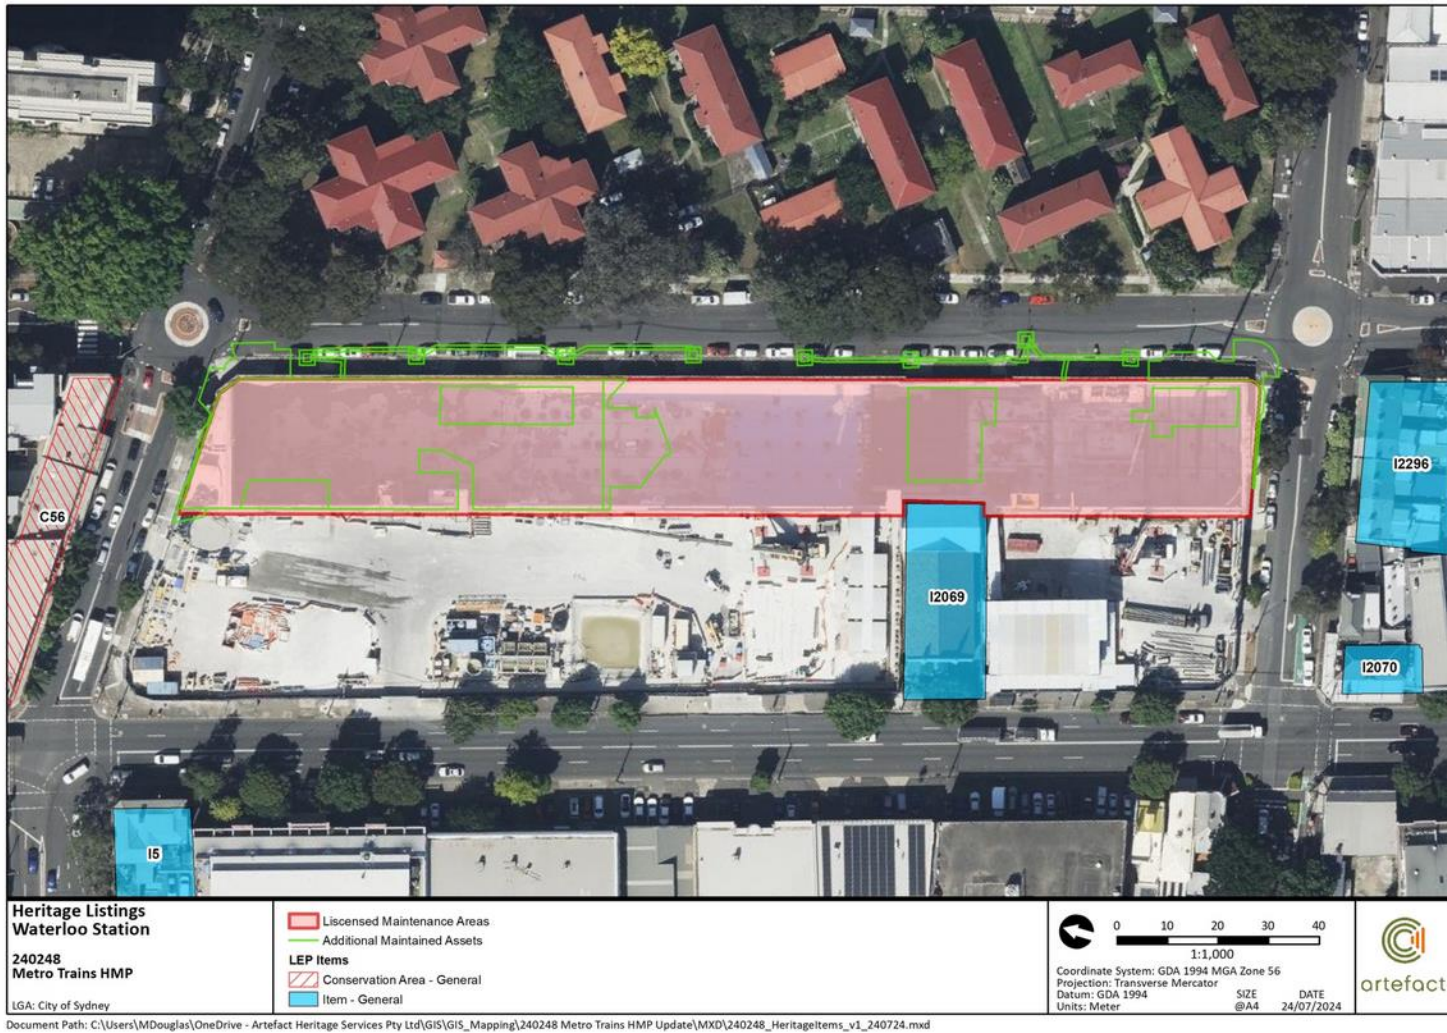 C56
I2296
I2069
I2070
I5
Heritage Listings
Waterloo Station
240248
Metro Trains HMP
LGA: City of Sydney
Liscensed Maintenance Areas
Additional Maintained Assets
LEP Items
Conservation Area - General
Item - General
0 10 20 30 40
1:1,000
Coordinate System: GDA 1994 MGA Zone 56
Projection: Transverse Mercator
Datum: GDA 1994
Units: Meter
SIZE
@A4
DATE
24/07/2024
artefact
Document Path: C:\Users\MDouglas\OneDrive - Artefact Heritage Services Pty Ltd\GIS\GIS_Mapping\240248 Metro Trains HMP Update\MXD\240248_HeritageItems_v1_240724.mxd